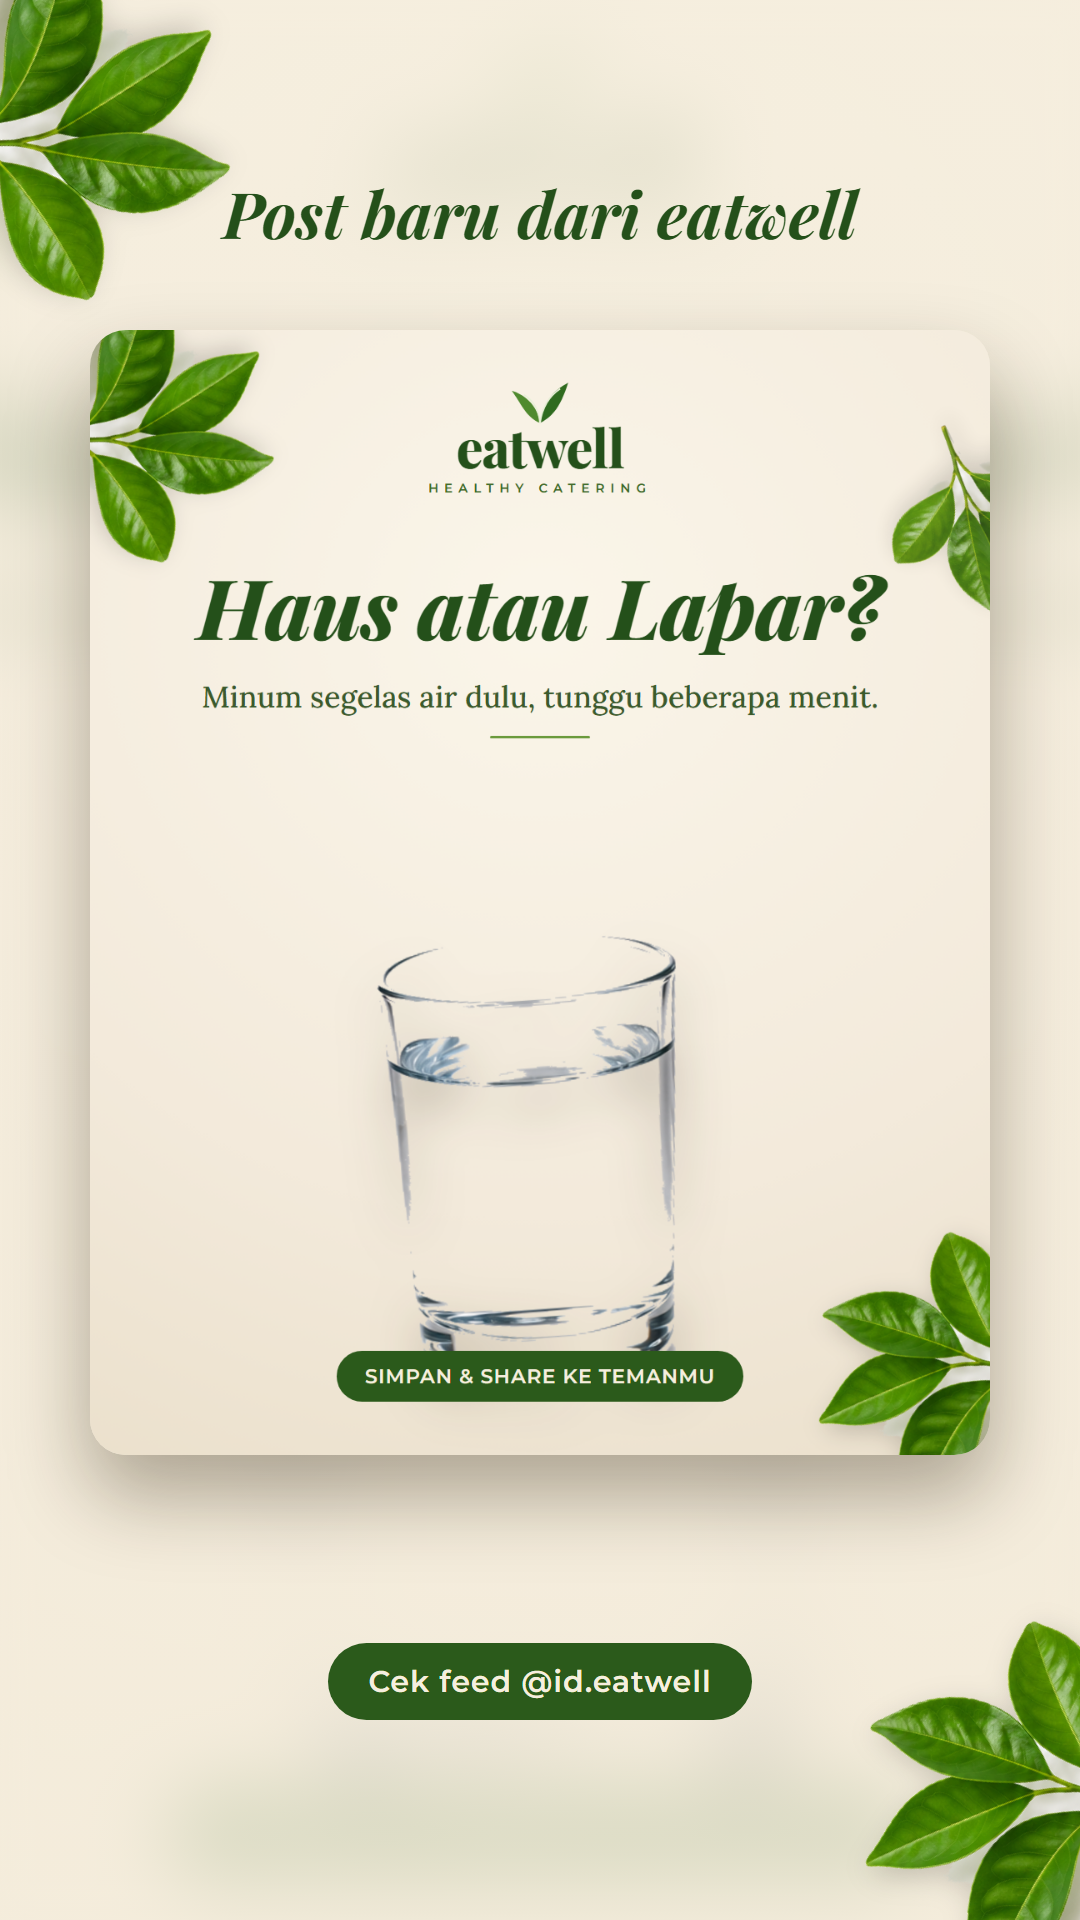 Post baru dari eatwell
eatwell
HEALTHY CATERING
Haus atau Lapar?
Minum segelas air dulu, tunggu beberapa menit.
SIMPAN & SHARE KE TEMANMU
Cek feed @id.eatwell